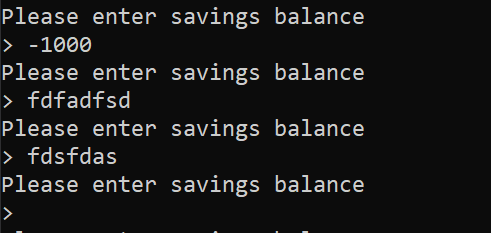 Please enter savings balance
> -1000
Please enter savings balance
> fdfadfsd
Please enter savings balance
> fdsfdas
Please enter savings balance
>